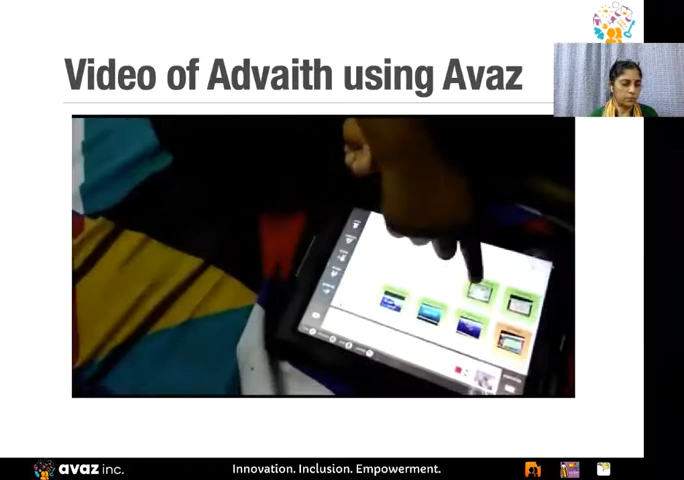 Video of Advaith using Avaz
avaz inc.
Innovation. Inclusion. Empowerment.